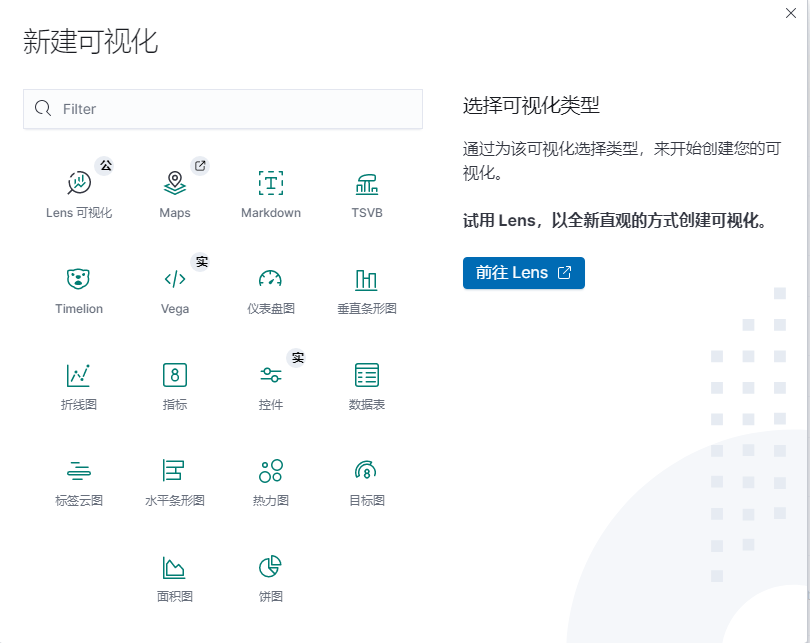 新建可视化
Filter
公
Lens 可视化
Maps
Markdown
TSVB
实
Timelion
Vega
仪表盘图
垂直条形图
实
8
折线图
指标
控件
数据表
8
标签云图
水平条形图
热力图
目标图
面积图
饼图
选择可视化类型
通过为该可视化选择类型，来开始创建您的可
视化。
试用 Lens，以全新直观的方式创建可视化。
前往 Lens